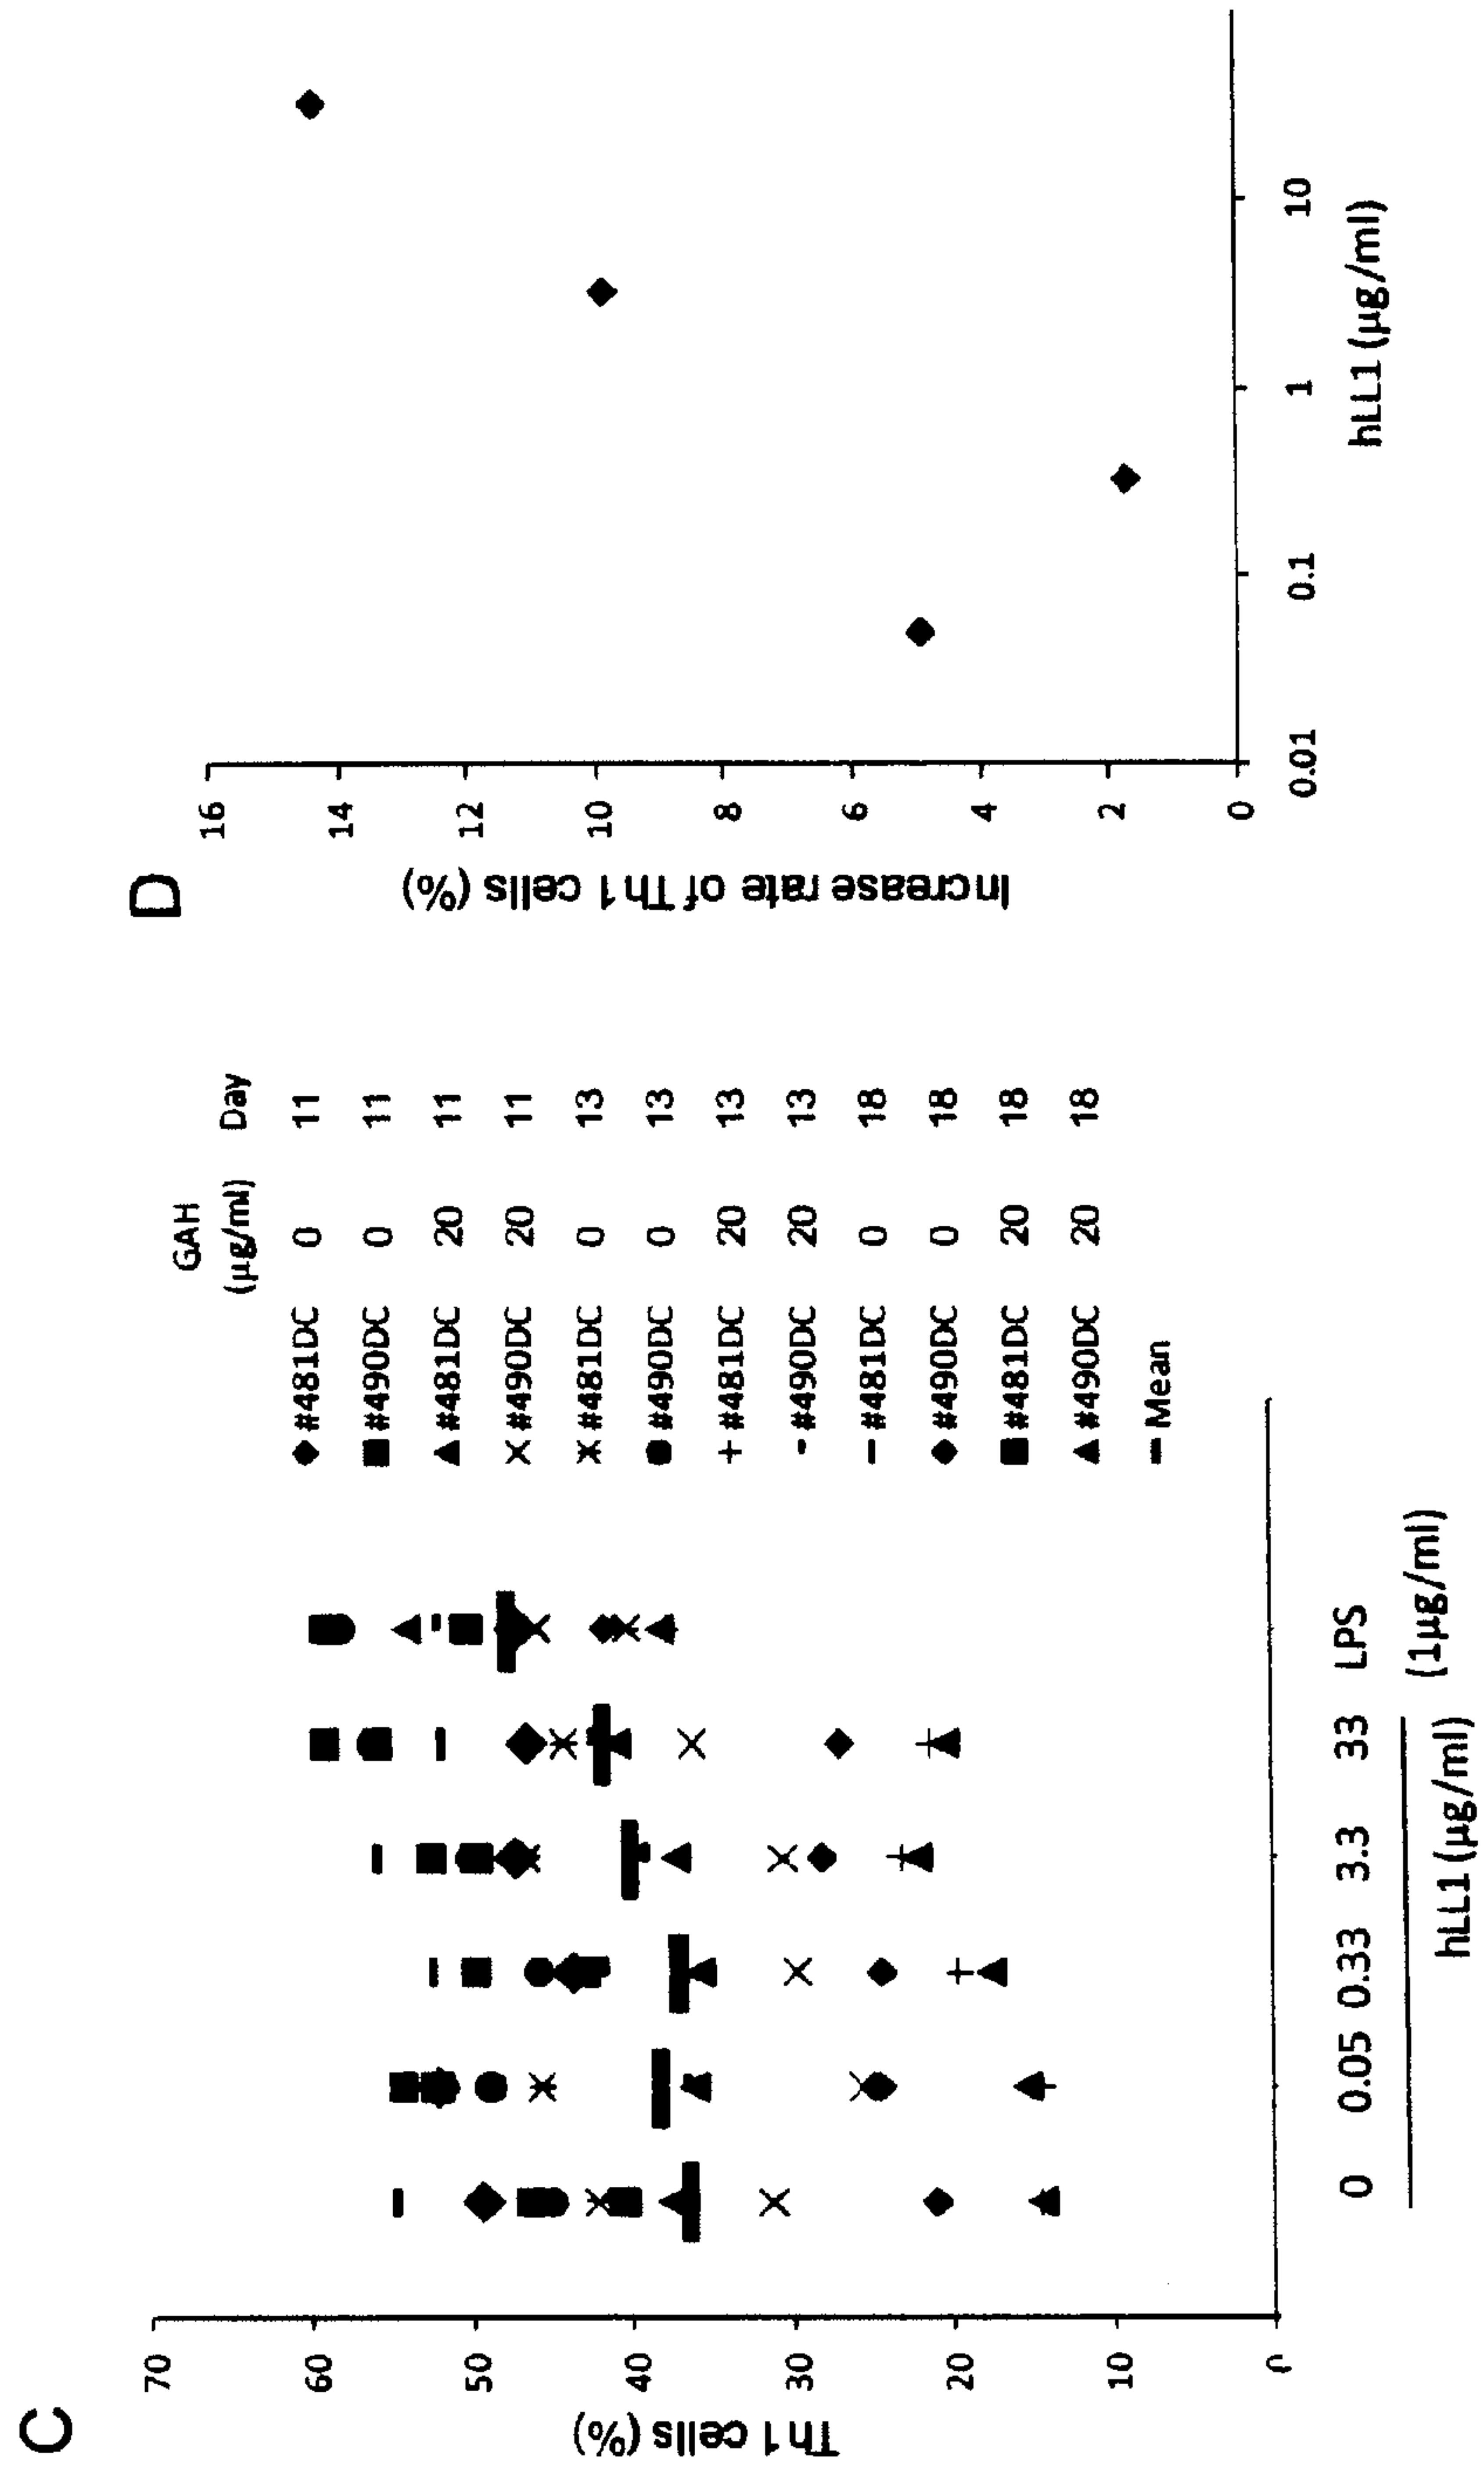 C
Th1 cells (%)
70
60
50
40
30
20
10
0
0 0.05 0.33 3.3 33 LPS
hLL1 (µg/ml) (1µg/ml)
GAH
(µg/ml) Day
#481DC 0 11
#490DC 0 11
#481DC 20 11
#490DC 20 11
#481DC 0 13
#490DC 0 13
#481DC 20 13
#490DC 20 13
#481DC 0 18
#490DC 0 18
#481DC 20 18
#490DC 20 18
Mean
D
Increase rate of Th1 cells (%)
16
14
12
10
8
6
4
2
0
0.01 0.1 1 10
hLL1 (µg/ml)